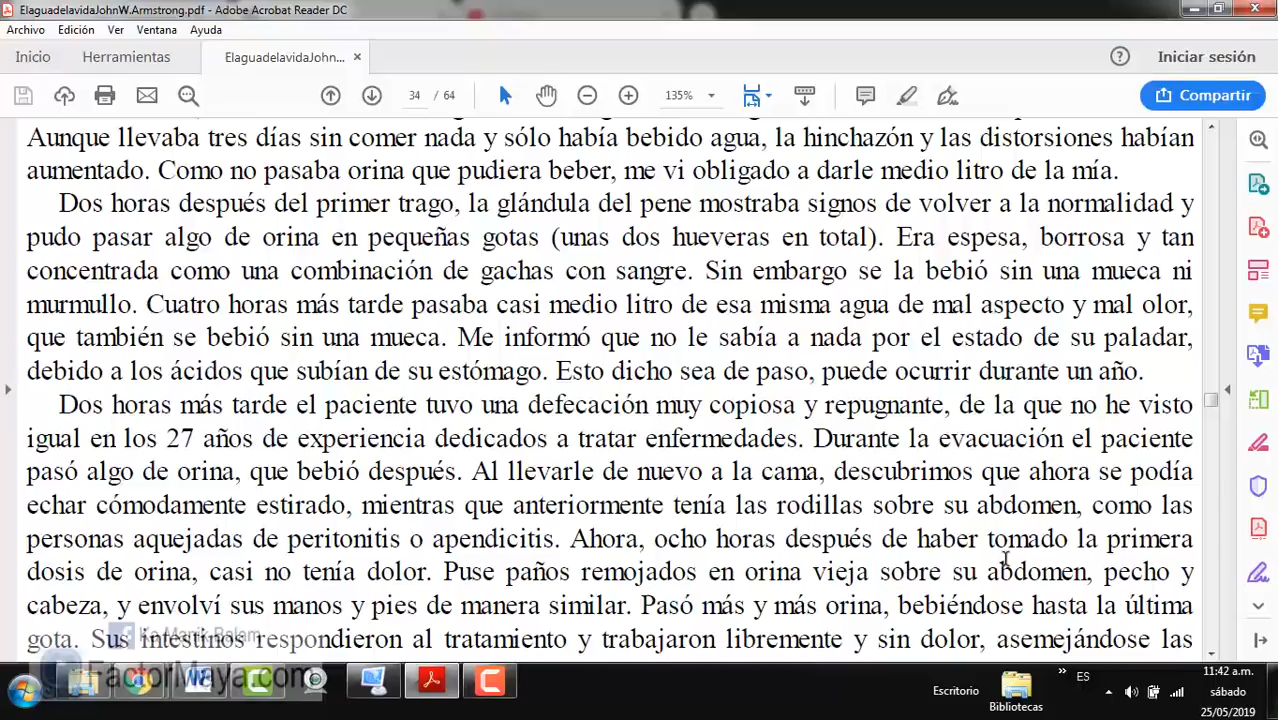 ElaguadelavidaJohnW.Armstrong.pdf - Adobe Acrobat Reader DC
Archivo Edición Ver Ventana Ayuda
Inicio Herramientas ElaguadelavidaJohn... × Iniciar sesión
34 / 64 135% Compartir
Aunque llevaba tres días sin comer nada y sólo había bebido agua, la hinchazón y las distorsiones habían
aumentado. Como no pasaba orina que pudiera beber, me vi obligado a darle medio litro de la mía.
Dos horas después del primer trago, la glándula del pene mostraba signos de volver a la normalidad y
pudo pasar algo de orina en pequeñas gotas (unas dos hueveras en total). Era espesa, borrosa y tan
concentrada como una combinación de gachas con sangre. Sin embargo se la bebió sin una mueca ni
murmullo. Cuatro horas más tarde pasaba casi medio litro de esa misma agua de mal aspecto y mal olor,
que también se bebió sin una mueca. Me informó que no le sabía a nada por el estado de su paladar,
debido a los ácidos que subían de su estómago. Esto dicho sea de paso, puede ocurrir durante un año.
Dos horas más tarde el paciente tuvo una defecación muy copiosa y repugnante, de la que no he visto
igual en los 27 años de experiencia dedicados a tratar enfermedades. Durante la evacuación el paciente
pasó algo de orina, que bebió después. Al llevarle de nuevo a la cama, descubrimos que ahora se podía
echar cómodamente estirado, mientras que anteriormente tenía las rodillas sobre su abdomen, como las
personas aquejadas de peritonitis o apendicitis. Ahora, ocho horas después de haber tomado la primera
dosis de orina, casi no tenía dolor. Puse paños remojados en orina vieja sobre su abdomen, pecho y
cabeza, y envolví sus manos y pies de manera similar. Pasó más y más orina, bebiéndose hasta la última
gota. Sus intestinos respondieron al tratamiento y trabajaron libremente y sin dolor, asemejándose las
FactorMaya.com
Escritorio
Bibliotecas
ES
11:42 a.m.
sábado
25/05/2019